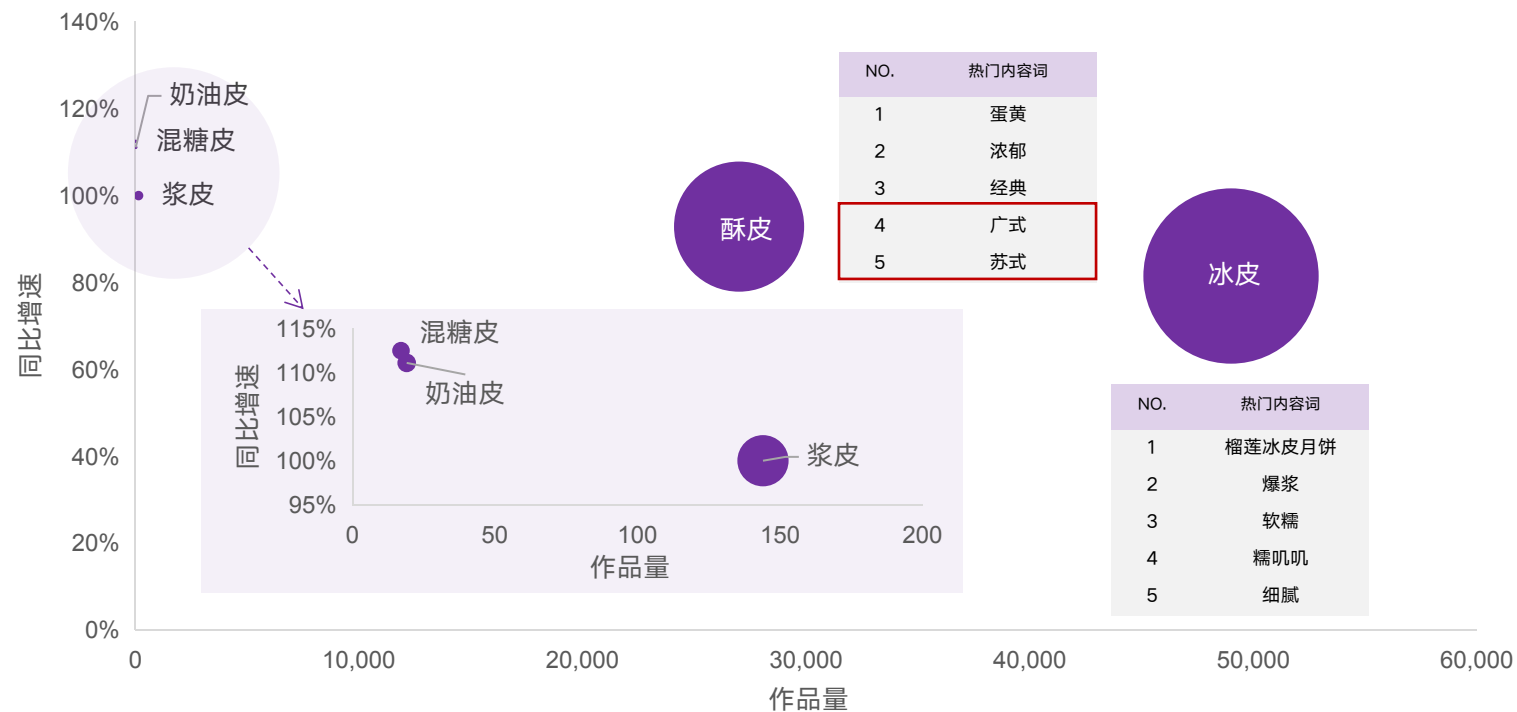 140%
120%
100%
80%
60%
40%
20%
0%
同比增速
奶油皮
混糖皮
浆皮
酥皮
冰皮
NO. 热门内容词
1 蛋黄
2 浓郁
3 经典
4 广式
5 苏式
115%
110%
105%
100%
95%
同比增速
混糖皮
奶油皮
浆皮
0 50 100 150 200
作品量
NO. 热门内容词
1 榴莲冰皮月饼
2 爆浆
3 软糯
4 糯叽叽
5 细腻
0 10,000 20,000 30,000 40,000 50,000 60,000
作品量